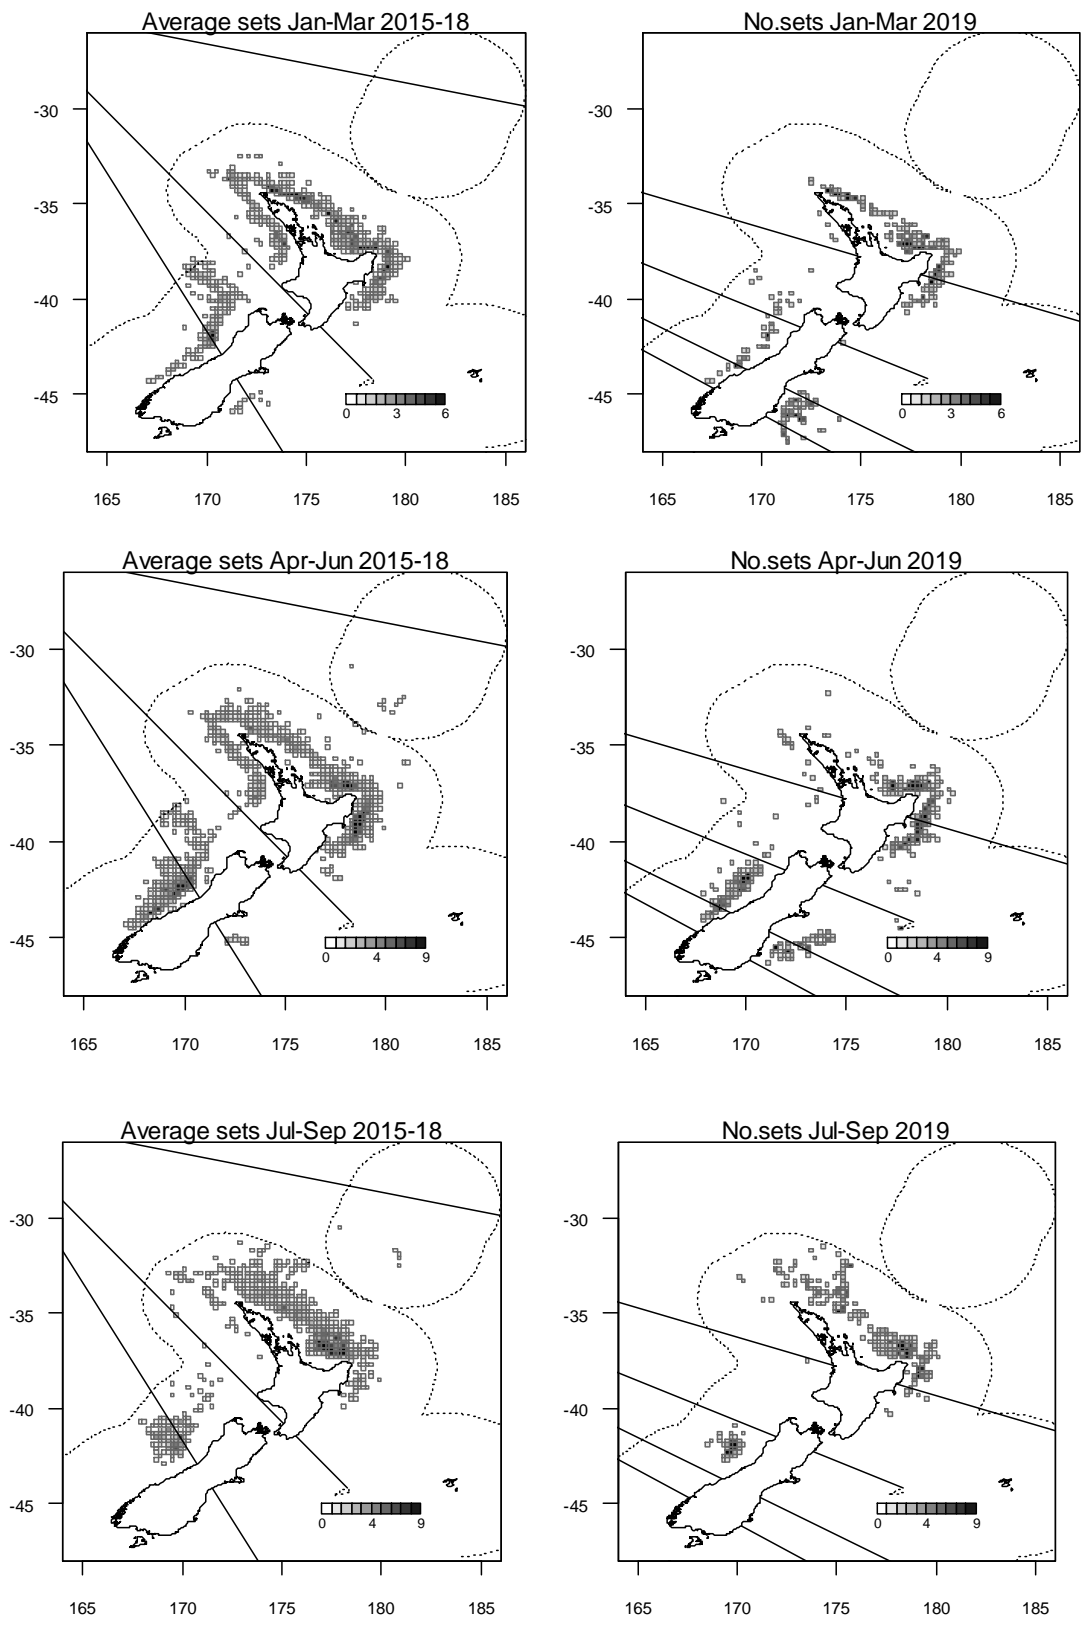 Average sets Jan-Mar 2015-18
No.sets Jan-Mar 2019
-30
-30
-35
-35
-40
-40
-45
-45
0 3 6
0 3 6
165 170 175 180 185
165 170 175 180 185
Average sets Apr-Jun 2015-18
No.sets Apr-Jun 2019
-30
-30
-35
-35
-40
-40
-45
-45
0 4 9
0 4 9
165 170 175 180 185
165 170 175 180 185
Average sets Jul-Sep 2015-18
No.sets Jul-Sep 2019
-30
-30
-35
-35
-40
-40
-45
-45
0 4 9
0 4 9
165 170 175 180 185
165 170 175 180 185